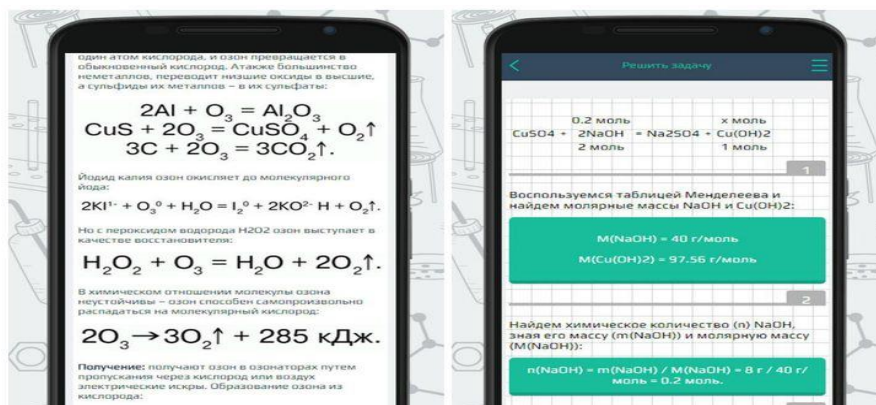 один атом кислорода, и озон превращается в
обыкновенный кислород. Атакже большинство
неметаллов, переводит низшие оксиды в высшие,
а сульфиды их металлов – в их сульфаты:
2Al + O₃ = Al₂O₃
CuS + 2O₃ = CuSO₄ + O₂↑
3C + 2O₃ = 3CO₂↑.
Йодид калия озон окисляет до молекулярного
йода:
2KI¹⁻ + O₃⁰ + H₂O = I₂⁰ + 2KO²⁻ H + O₂↑.
Но с пероксидом водорода H2O2 озон выступает в
качестве восстановителя:
H₂O₂ + O₃ = H₂O + 2O₂↑.
В химическом отношении молекулы озона
неустойчивы – озон способен самопроизвольно
распадаться на молекулярный кислород:
2O₃→3O₂↑ + 285 кДж.
Получение: получают озон в озонаторах путем
пропускания через кислород или воздух
электрические искры. Образование озона из
кислорода:
Решить задачу
0.2 моль x моль
CuSO4 + 2NaOH = Na2SO4 + Cu(OH)2
2 моль 1 моль
1
Воспользуемся таблицей Менделеева и
найдем молярные массы NaOH и Cu(OH)2:
M(NaOH) = 40 г/моль
M(Cu(OH)2) = 97.56 г/моль
2
Найдем химическое количество (n) NaOH,
зная его массу (m(NaOH)) и молярную массу
(M(NaOH)):
n(NaOH) = m(NaOH) / M(NaOH) = 8 г / 40 г/
моль = 0.2 моль.